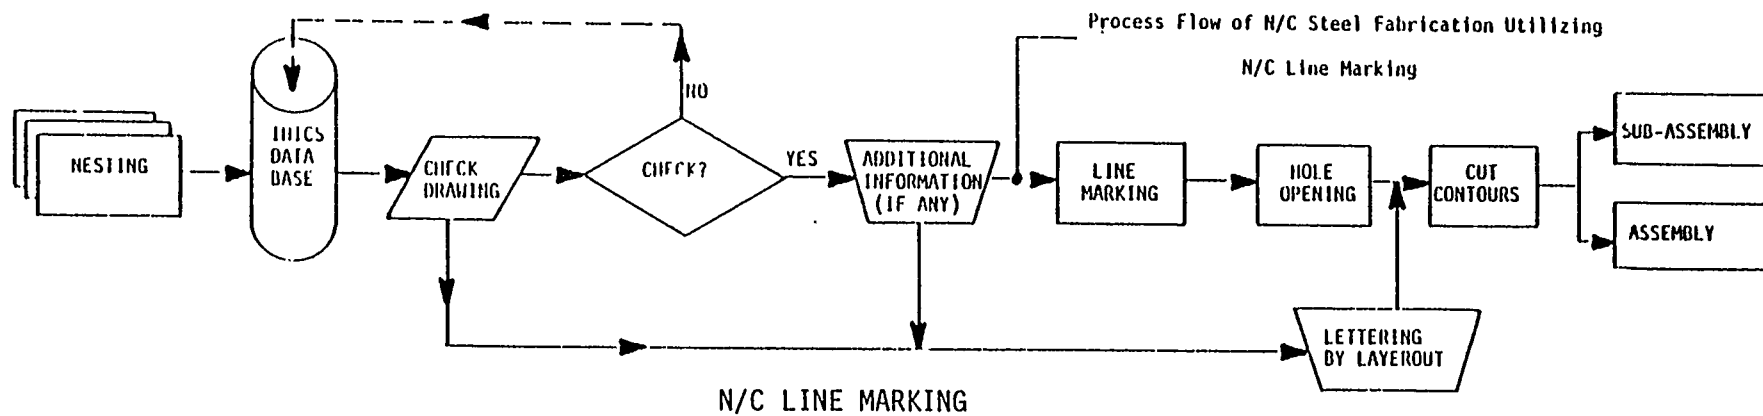 Process Flow of N/C Steel Fabrication Utilizing
N/C Line Marking
NESTING
DATA
BASE
CHECK
DRAWING
CHECK?
NO
YES
ADDITIONAL
INFORMATION
(IF ANY)
LINE
MARKING
HOLE
OPENING
CUT
CONTOURS
SUB-ASSEMBLY
ASSEMBLY
LETTERING
BY LAYEROUT
N/C LINE MARKING